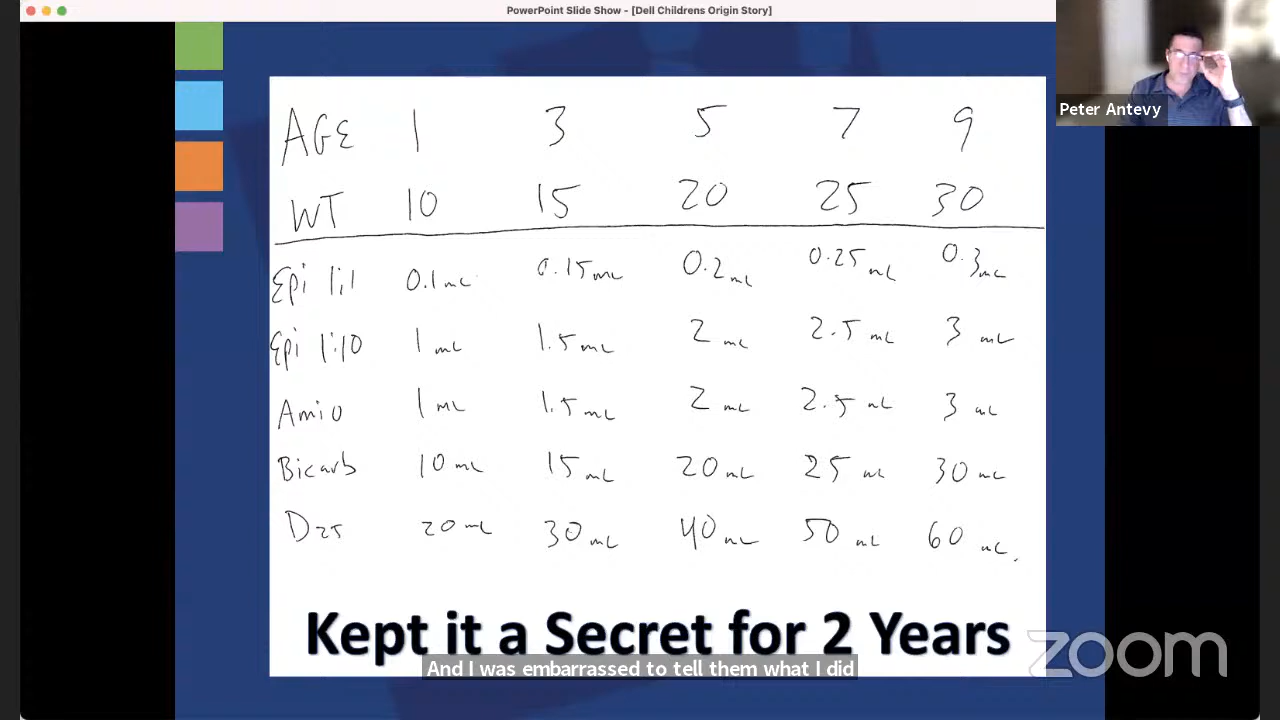 PowerPoint Slide Show - [Dell Childrens Origin Story]
Peter Antevy
AGE 1 3 5 7 9
WT 10 15 20 25 30
Epi 1:1 0.1mL 0.15mL 0.2mL 0.25mL 0.3mL
Epi 1:10 1mL 1.5mL 2mL 2.5mL 3mL
Amio 1mL 1.5mL 2mL 2.5mL 3mL
Bicarb 10mL 15mL 20mL 25mL 30mL
D25 20mL 30mL 40mL 50mL 60mL.
Kept it a Secret for 2 Years
And I was embarrassed to tell them what I did
zoom